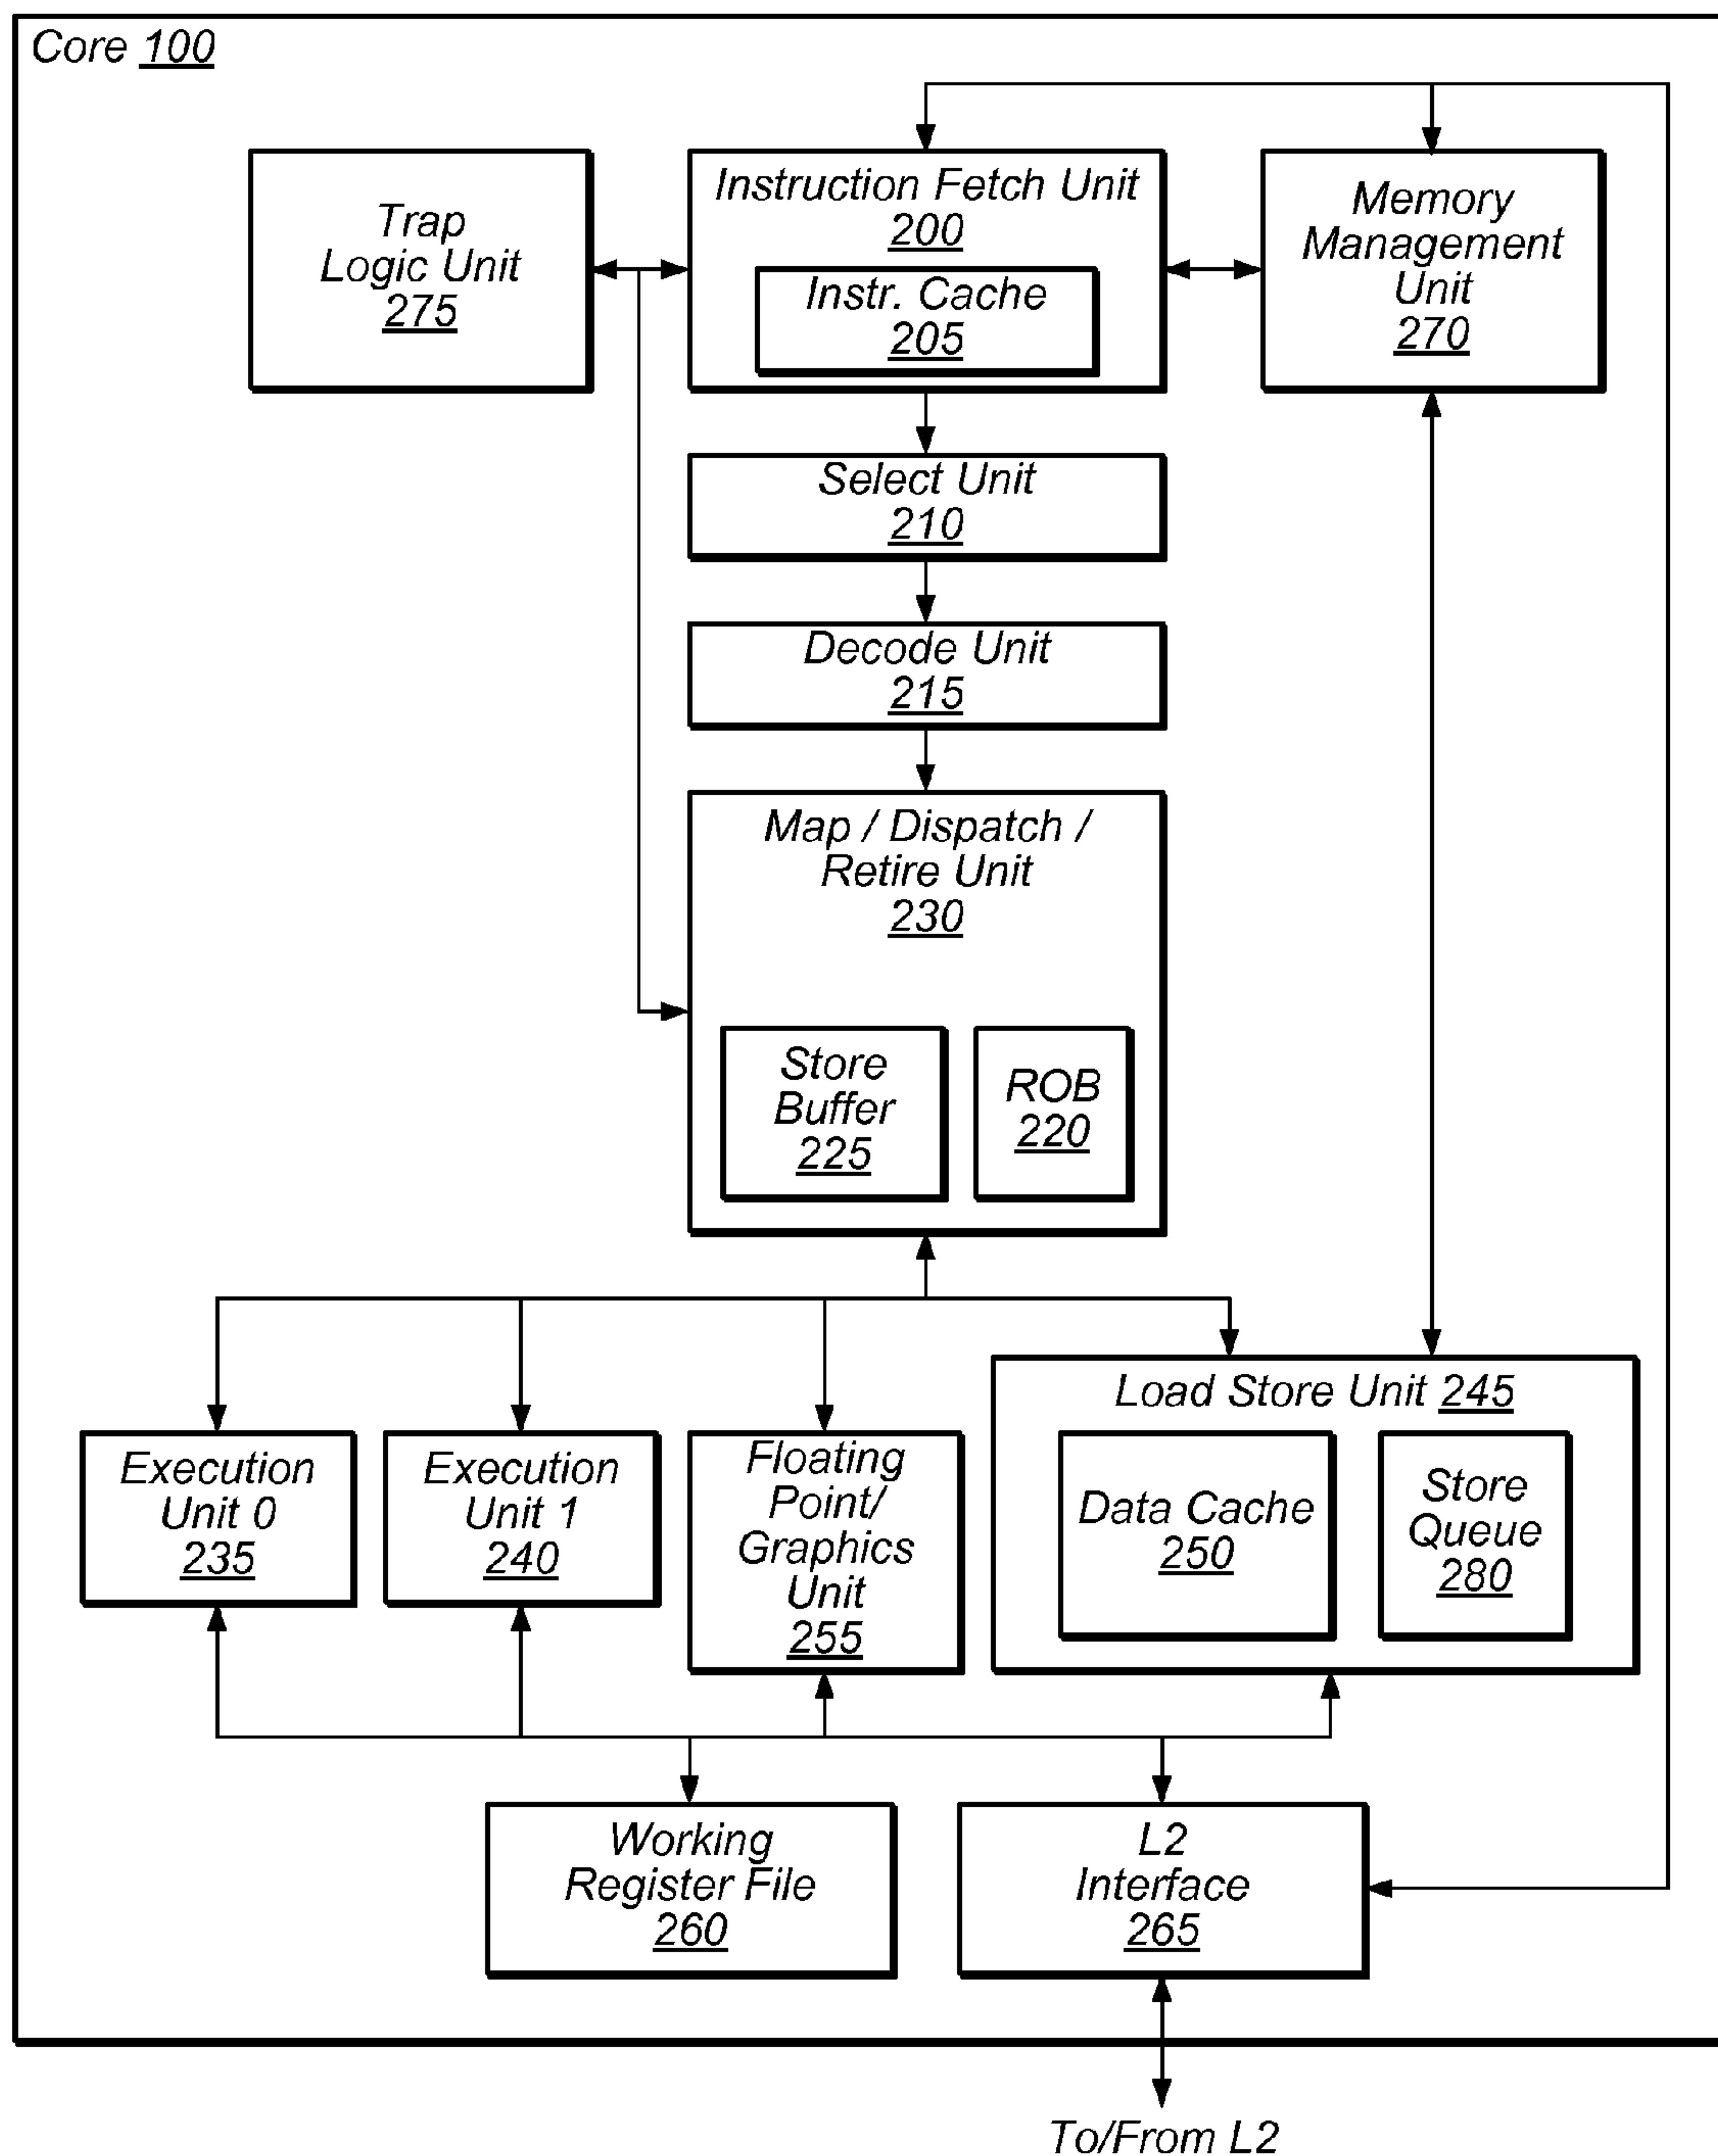 Core 100
Trap
Logic Unit
275
Instruction Fetch Unit
200
Instr. Cache
205
Memory
Management
Unit
270
Select Unit
210
Decode Unit
215
Map / Dispatch /
Retire Unit
230
Store
Buffer
225
ROB
220
Execution
Unit 0
235
Execution
Unit 1
240
Floating
Point/
Graphics
Unit
255
Load Store Unit 245
Data Cache
250
Store
Queue
280
Working
Register File
260
L2
Interface
265
To/From L2